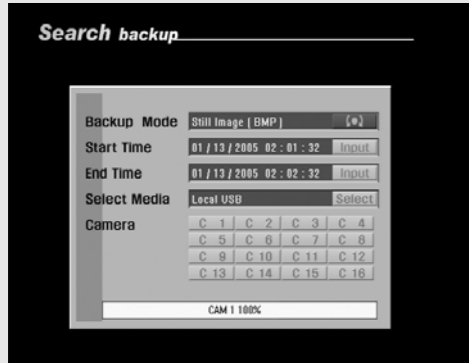 Search backup
Backup Mode Still Image [ BMP ]
Start Time 01 / 13 / 2005 02 : 01 : 32 Input
End Time 01 / 13 / 2005 02 : 02 : 32 Input
Select Media Local USB Select
Camera C 1 C 2 C 3 C 4
C 5 C 6 C 7 C 8
C 9 C 10 C 11 C 12
C 13 C 14 C 15 C 16
CAM 1 100%